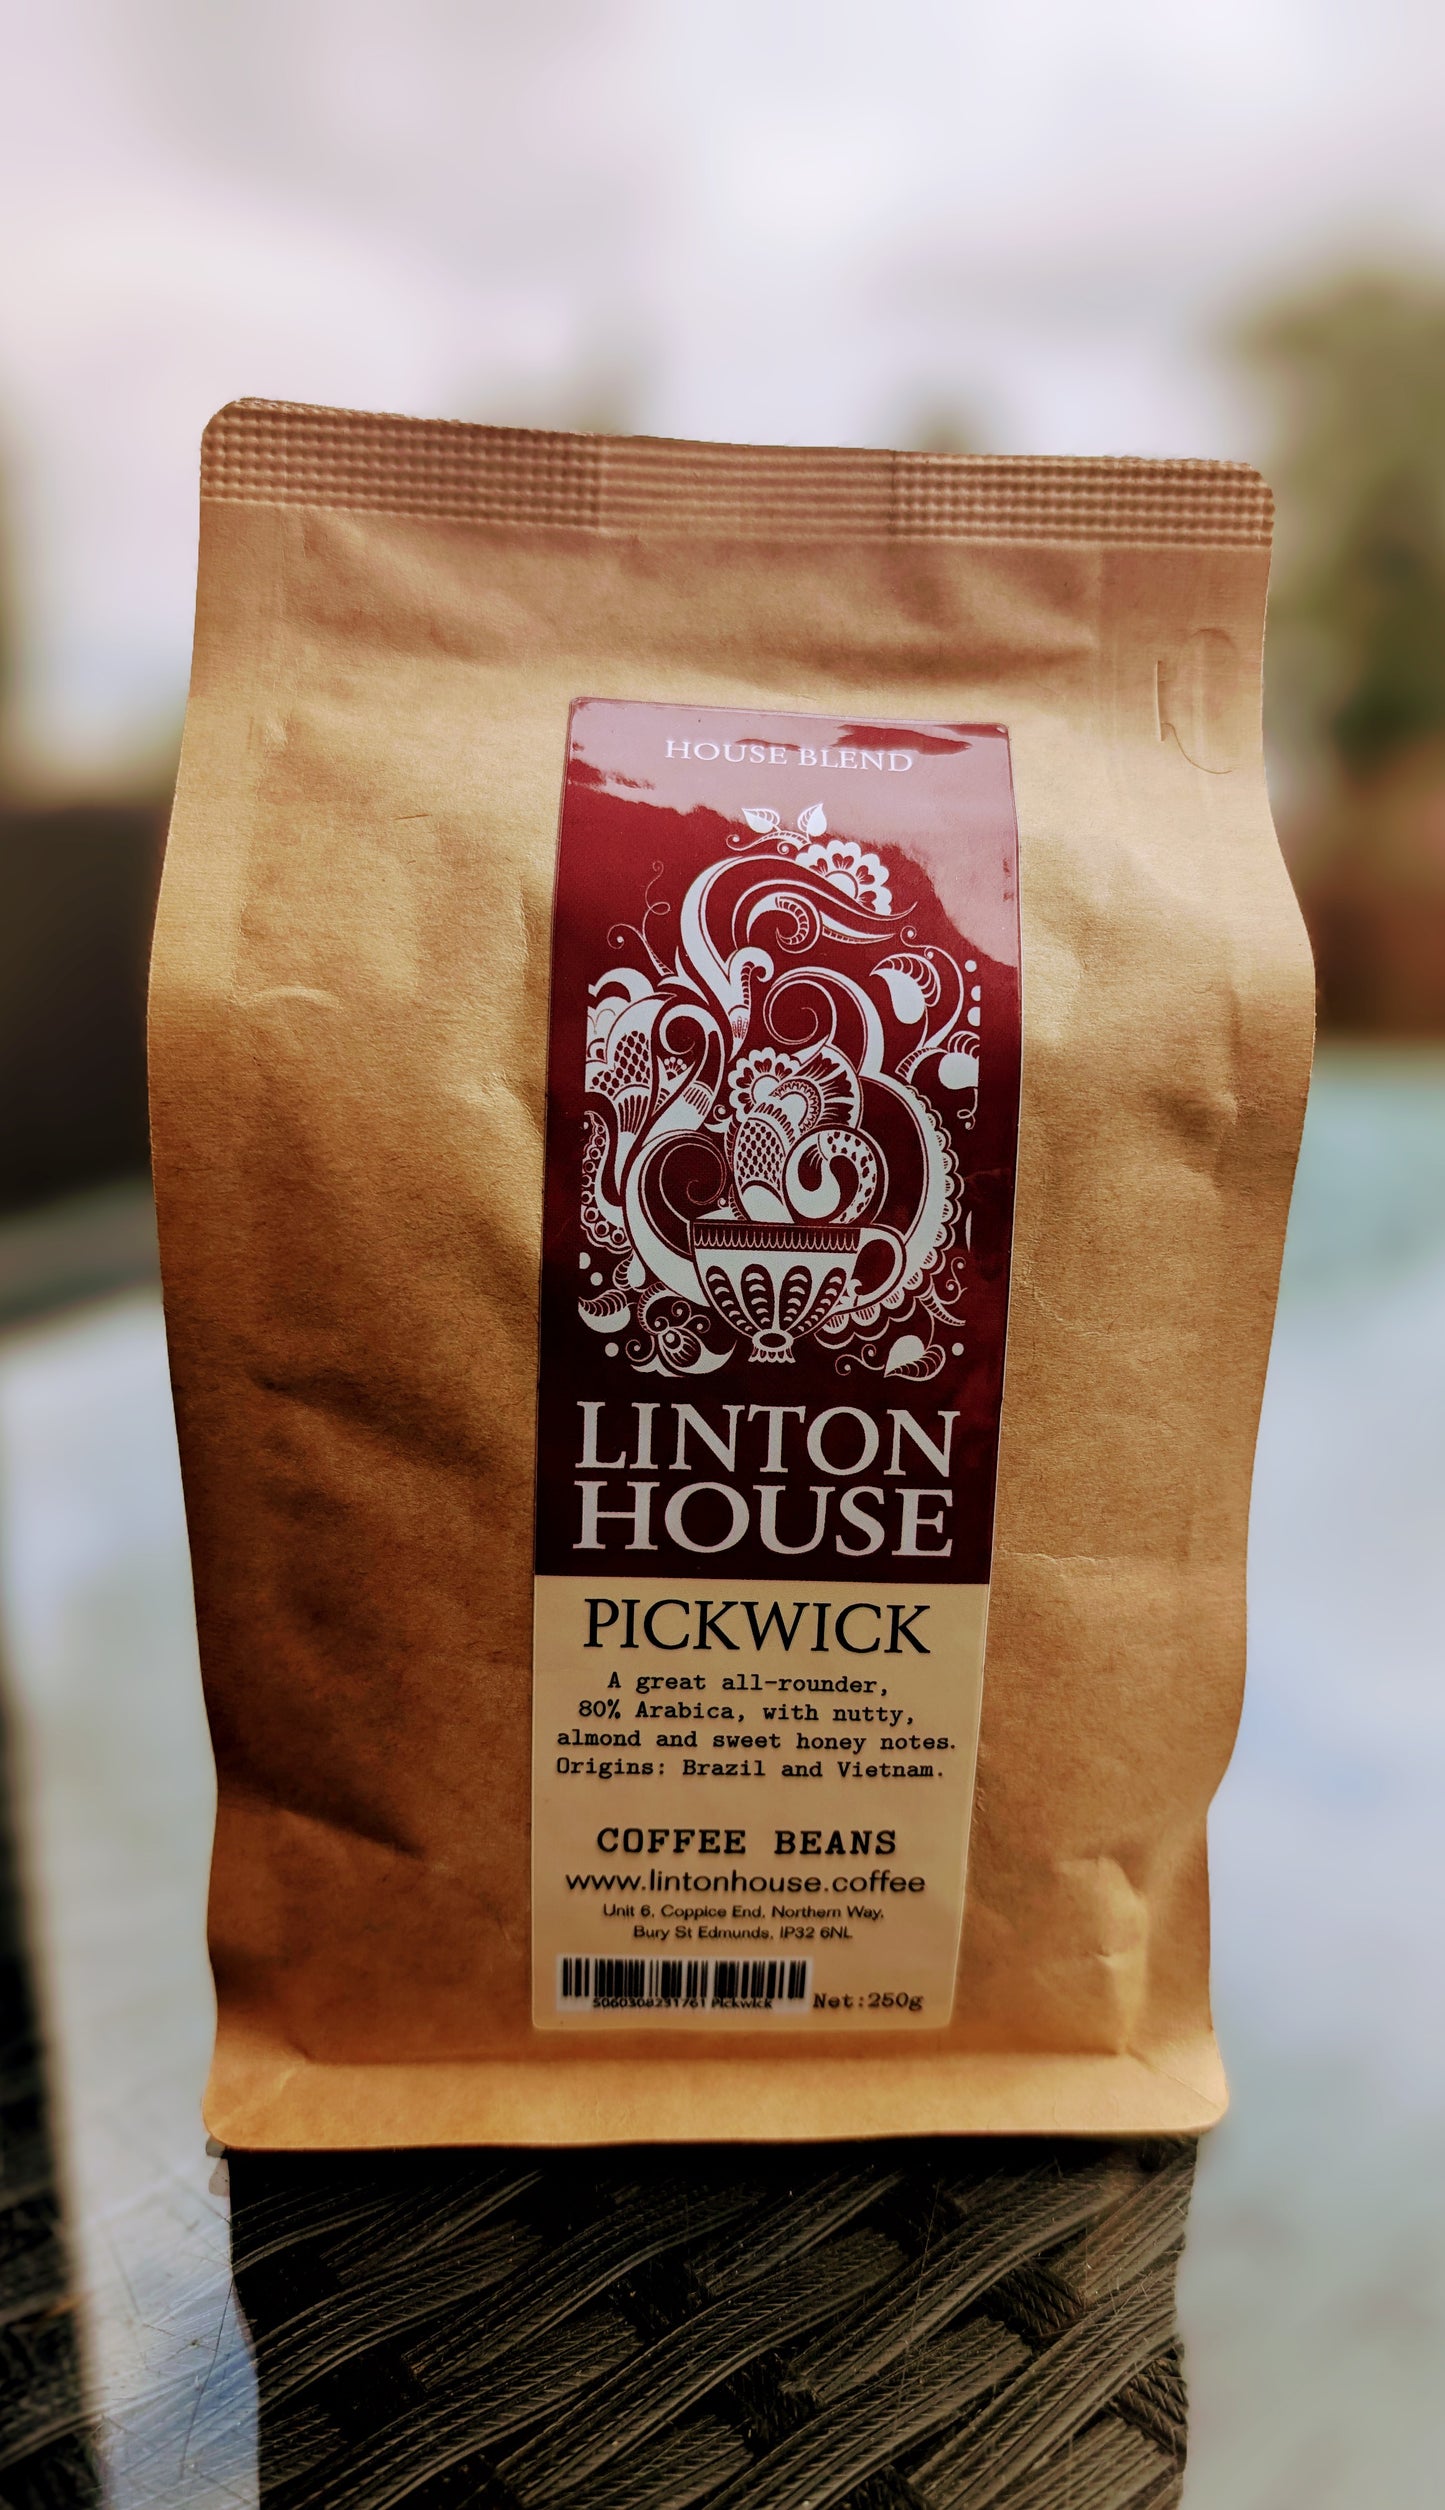 HOUSE BLEND
LINTON
HOUSE
PICKWICK
A great all-rounder,
80% Arabica, with nutty,
almond and sweet honey notes.
Origins: Brazil and Vietnam.
COFFEE BEANS
www.lintonhouse.coffee
Unit 6, Coppice End, Northern Way,
Bury St Edmunds, IP32 6NL
5060308231761 Pickwick
Net:250g